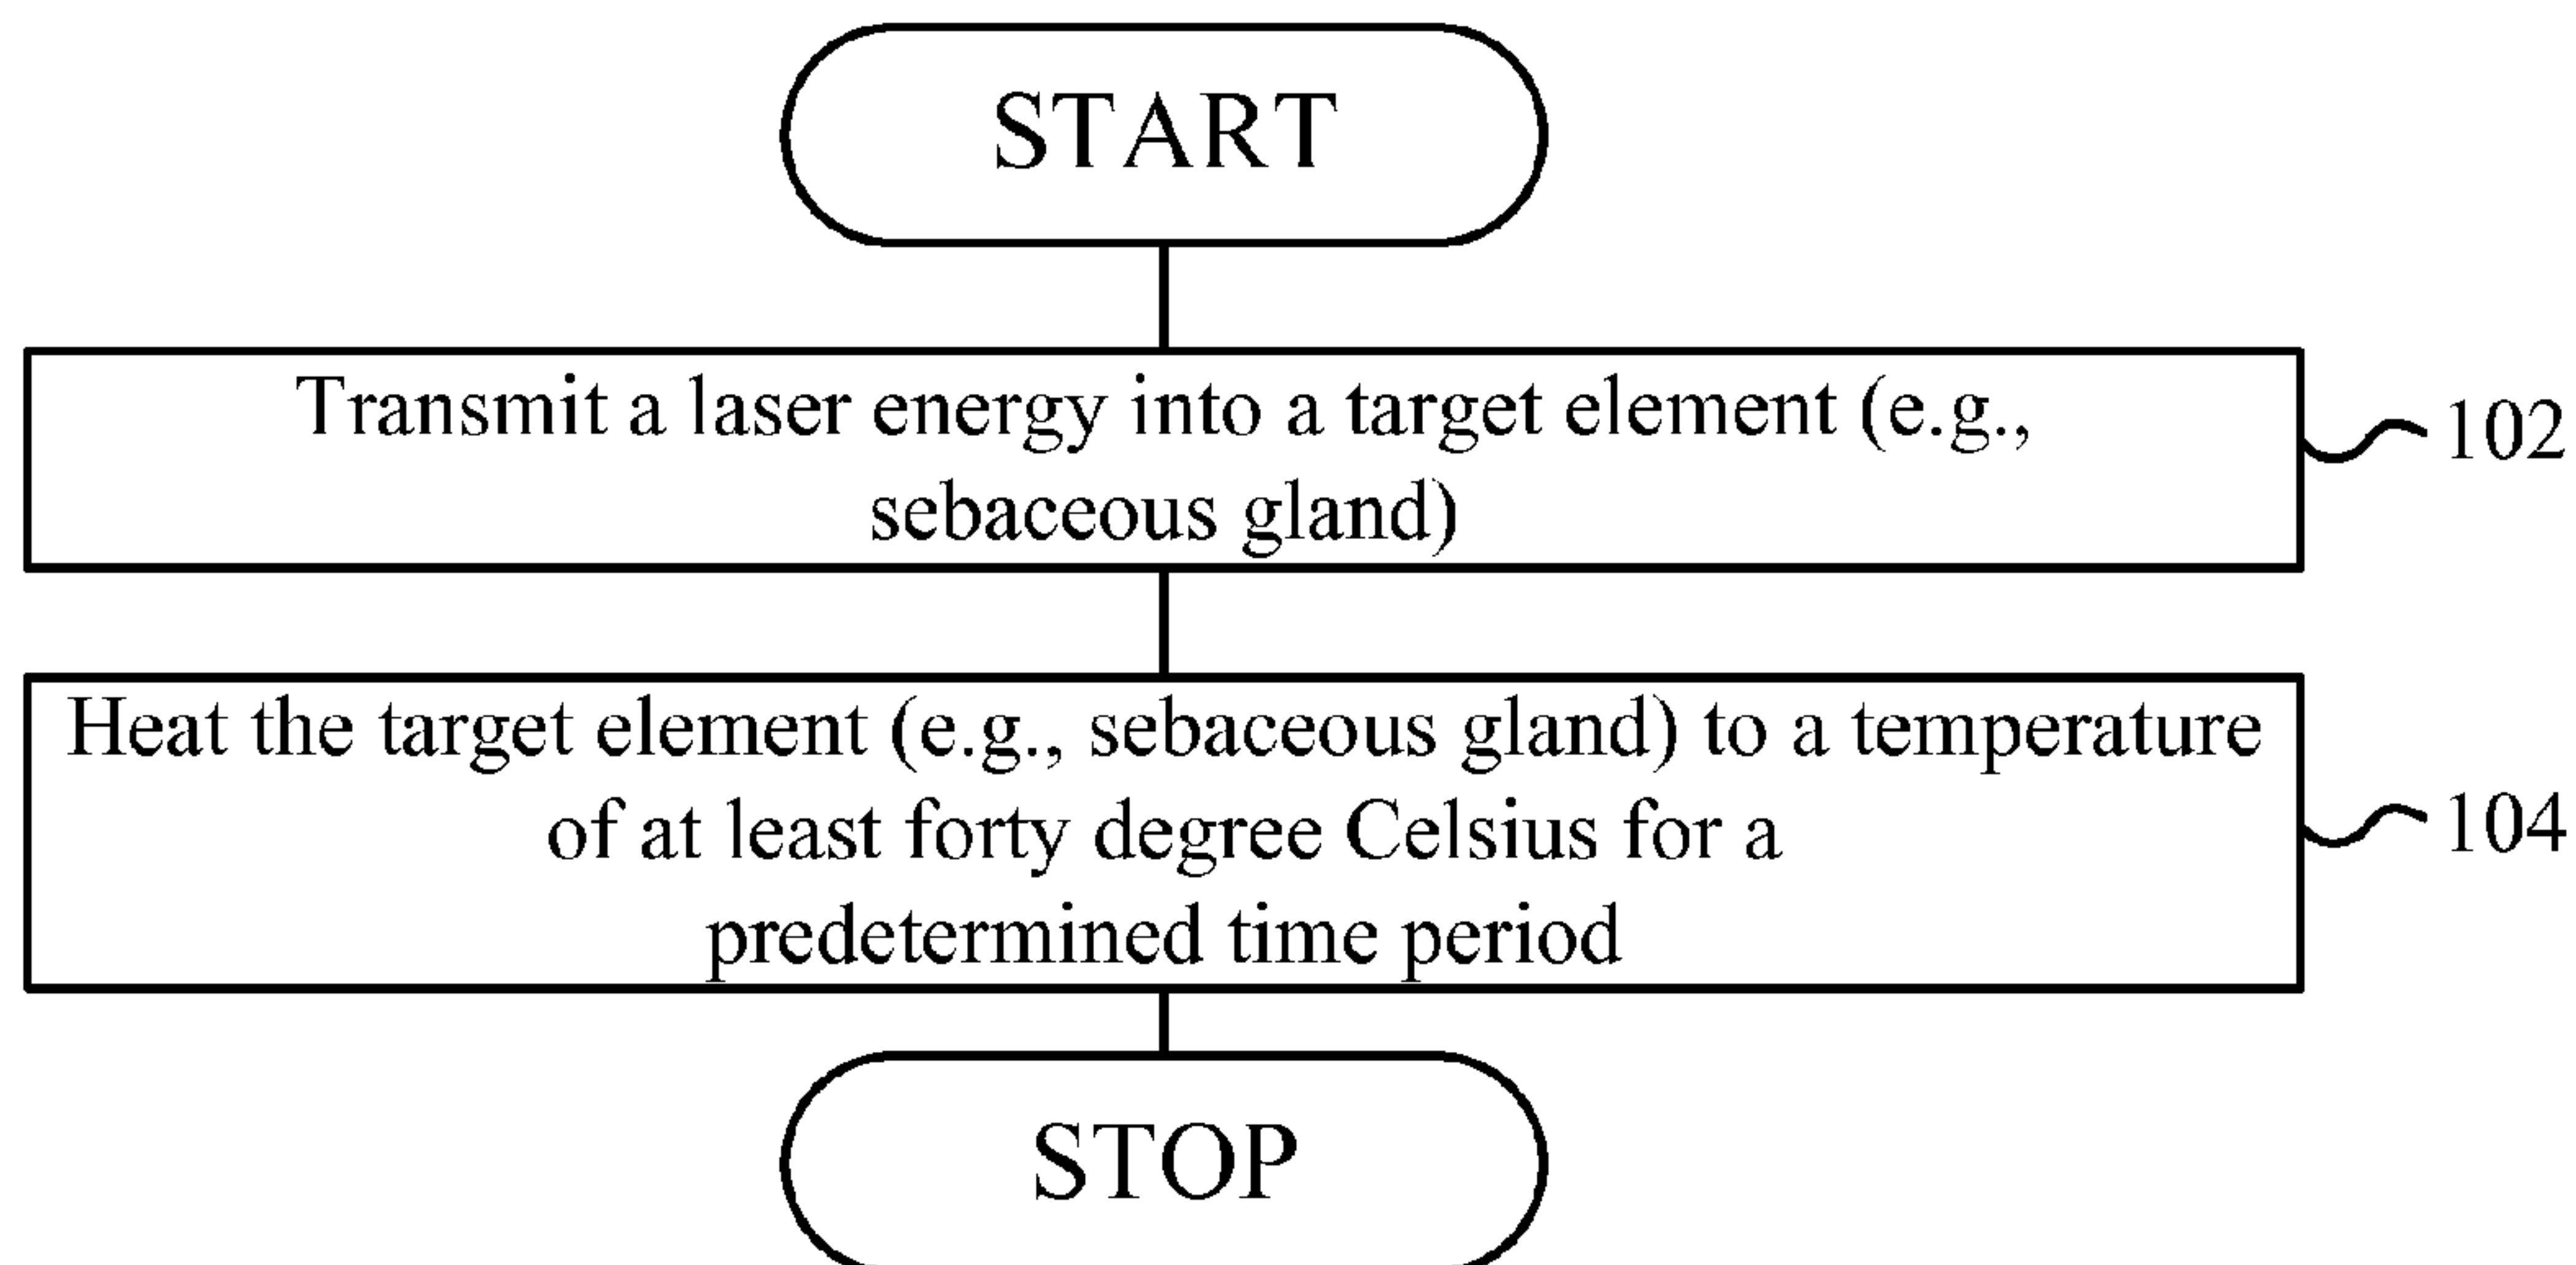 START
Transmit a laser energy into a target element (e.g.,
sebaceous gland)
102
Heat the target element (e.g., sebaceous gland) to a temperature
of at least forty degree Celsius for a
predetermined time period
104
STOP